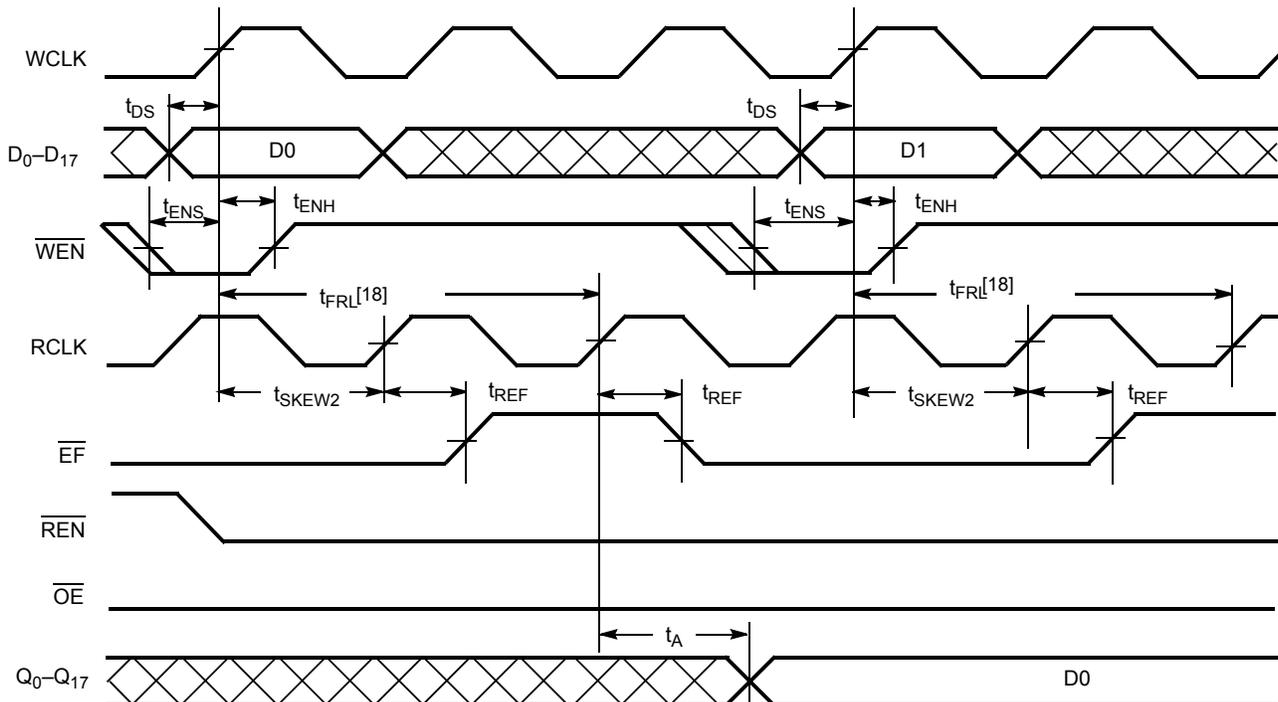 WCLK
tDS tDS
D0–D17 D0 D1
tENS tENH tENS tENH
WEN
tFRL[18] tFRL[18]
RCLK
tSKEW2 tREF tREF tSKEW2 tREF
EF
REN
OE
tA
Q0–Q17 D0